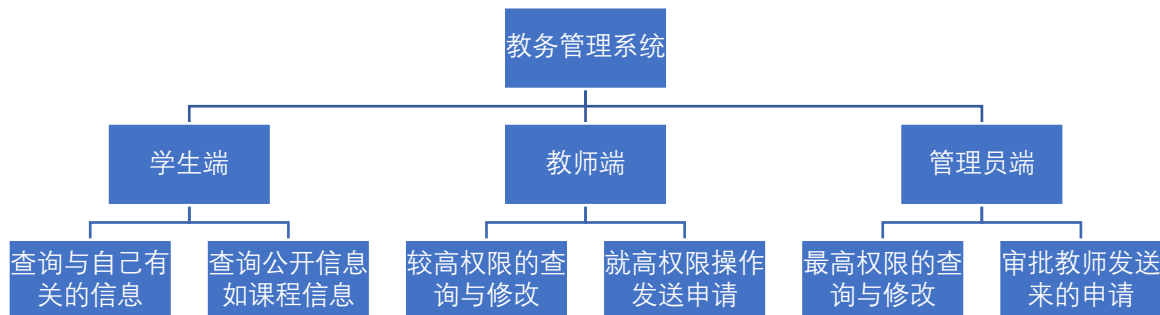 教务管理系统
学生端
教师端
管理员端
查询与自己有
关的信息
查询公开信息
如课程信息
较高权限的查
询与修改
就高权限操作
发送申请
最高权限的查
询与修改
审批教师发送
来的申请